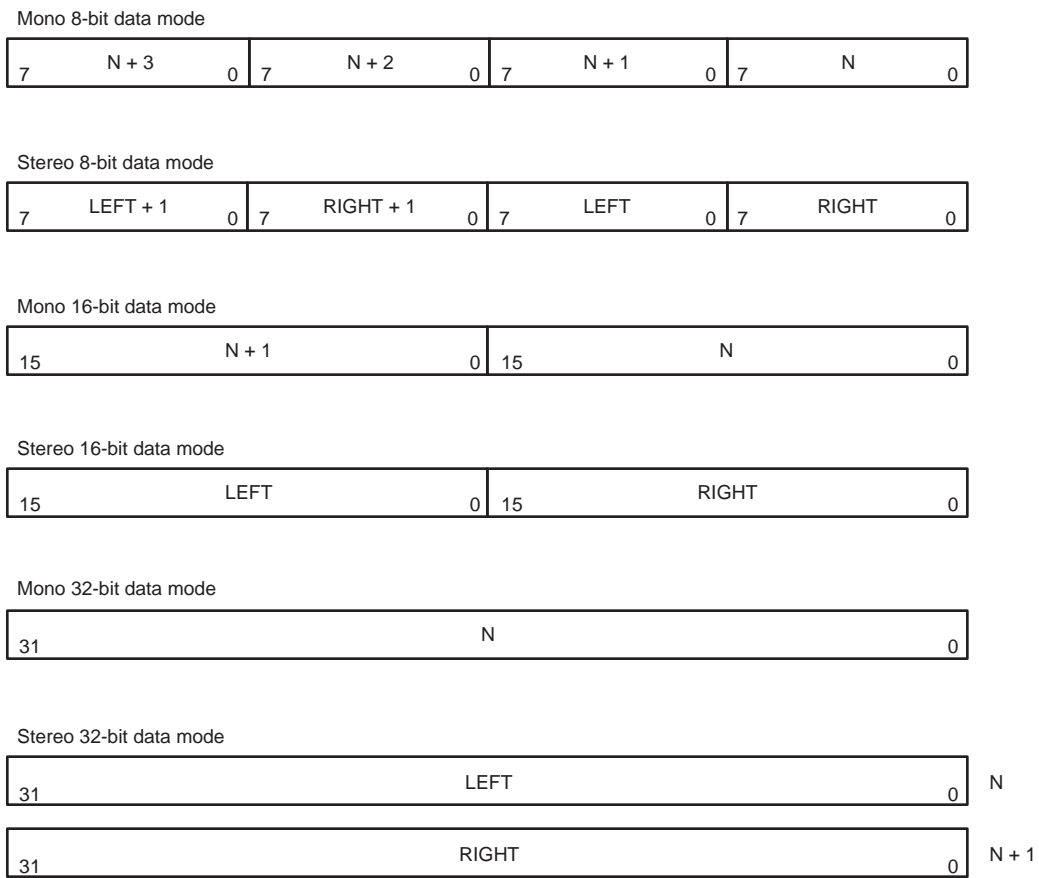 Mono 8-bit data mode
7 N + 3 0 7 N + 2 0 7 N + 1 0 7 N 0
Stereo 8-bit data mode
7 LEFT + 1 0 7 RIGHT + 1 0 7 LEFT 0 7 RIGHT 0
Mono 16-bit data mode
15 N + 1 0 15 N 0
Stereo 16-bit data mode
15 LEFT 0 15 RIGHT 0
Mono 32-bit data mode
31 N 0
Stereo 32-bit data mode
31 LEFT 0 N
31 RIGHT 0 N + 1